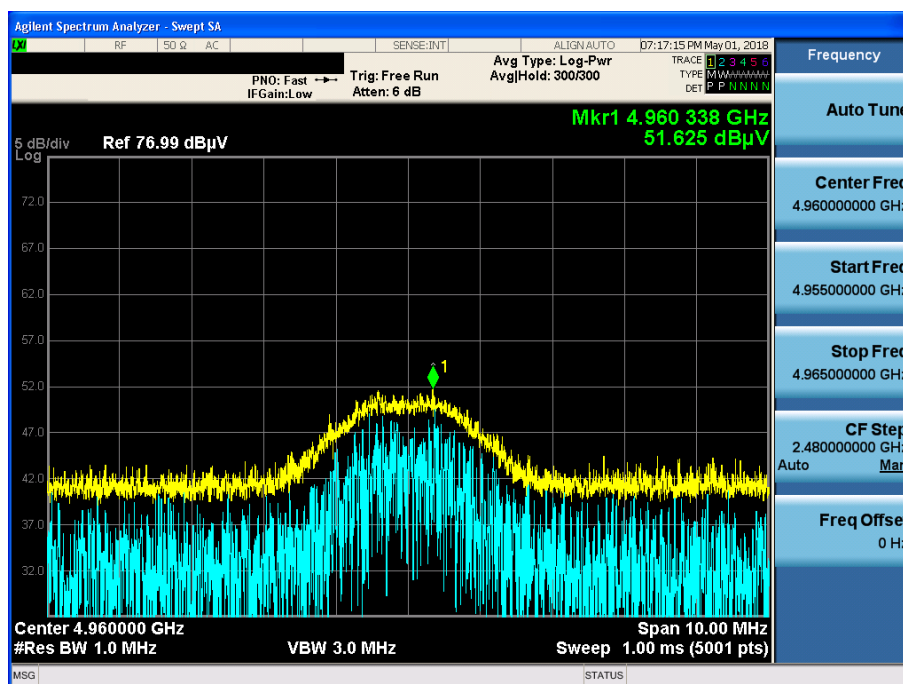 Agilent Spectrum Analyzer - Swept SA
LXI RF 50 Ω AC SENSE:INT ALIGN AUTO 07:17:15 PM May 01, 2018
Frequency
Avg Type: Log-Pwr TRACE 1 2 3 4 5 6
PNO: Fast Trig: Free Run Avg|Hold: 300/300 TYPE M W W W W W
IFGain:Low Atten: 6 dB DET P P N N N N
Mkr1 4.960 338 GHz
5 dB/div Ref 76.99 dBµV 51.625 dBµV
Log
72.0
67.0
62.0
57.0
52.0
47.0
42.0
37.0
32.0
1
Center 4.960000 GHz Span 10.00 MHz
#Res BW 1.0 MHz VBW 3.0 MHz Sweep 1.00 ms (5001 pts)
MSG STATUS
Auto Tune
Center Freq
4.960000000 GHz
Start Freq
4.955000000 GHz
Stop Freq
4.965000000 GHz
CF Step
2.480000000 GHz
Auto Man
Freq Offset
0 Hz